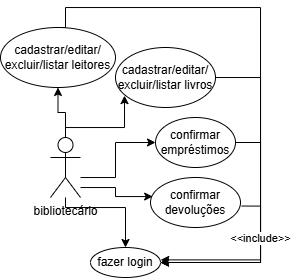 cadastrar/editar/
excluir/listar leitores
cadastrar/editar/
excluir/listar livros
confirmar
empréstimos
confirmar
devoluções
bibliotecário
<<include>>
fazer login